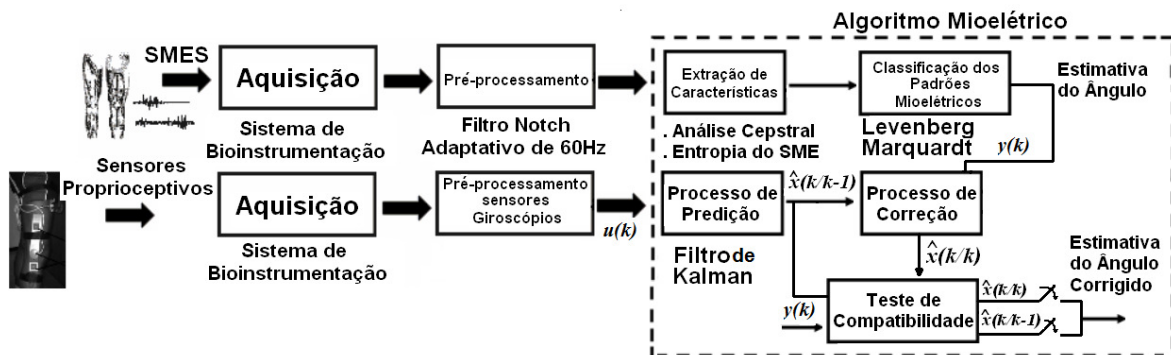 Algoritmo Mioelétrico
SMES
Aquisição
Sistema de
Bioinstrumentação
Pré-processamento
Filtro Notch
Adaptativo de 60Hz
Extração de
Características
. Análise Cepstral
. Entropia do SME
Classificação dos
Padrões
Mioelétricos
Levenberg
Marquardt
Estimativa
do Ângulo
y(k)
Sensores
Proprioceptivos
Aquisição
Sistema de
Bioinstrumentação
Pré-processamento
sensores
Giroscópios
u(k)
Processo de
Predição
Filtro de
Kalman
x̂(k/k-1)
Processo de
Correção
x̂(k/k)
y(k)
Teste de
Compatibilidade
x̂(k/k)
x̂(k/k-1)
Estimativa
do Ângulo
Corrigido